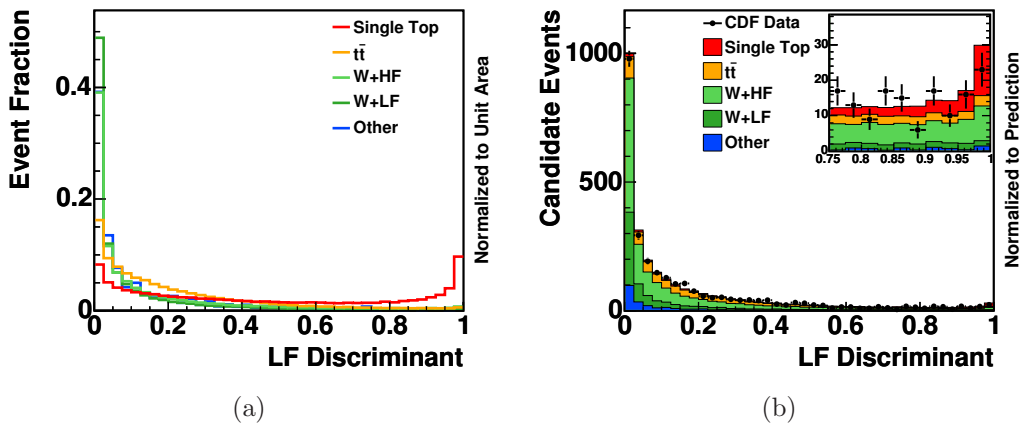 Event Fraction
0.4
0.2
0
0 0.2 0.4 0.6 0.8 1
LF Discriminant
Single Top
tt̄
W+HF
W+LF
Other
Normalized to Unit Area
(a)
Candidate Events
1000
500
0
0 0.2 0.4 0.6 0.8 1
LF Discriminant
CDF Data
Single Top
tt̄
W+HF
W+LF
Other
30
20
10
0
0.75 0.8 0.85 0.9 0.95 1
Normalized to Prediction
(b)